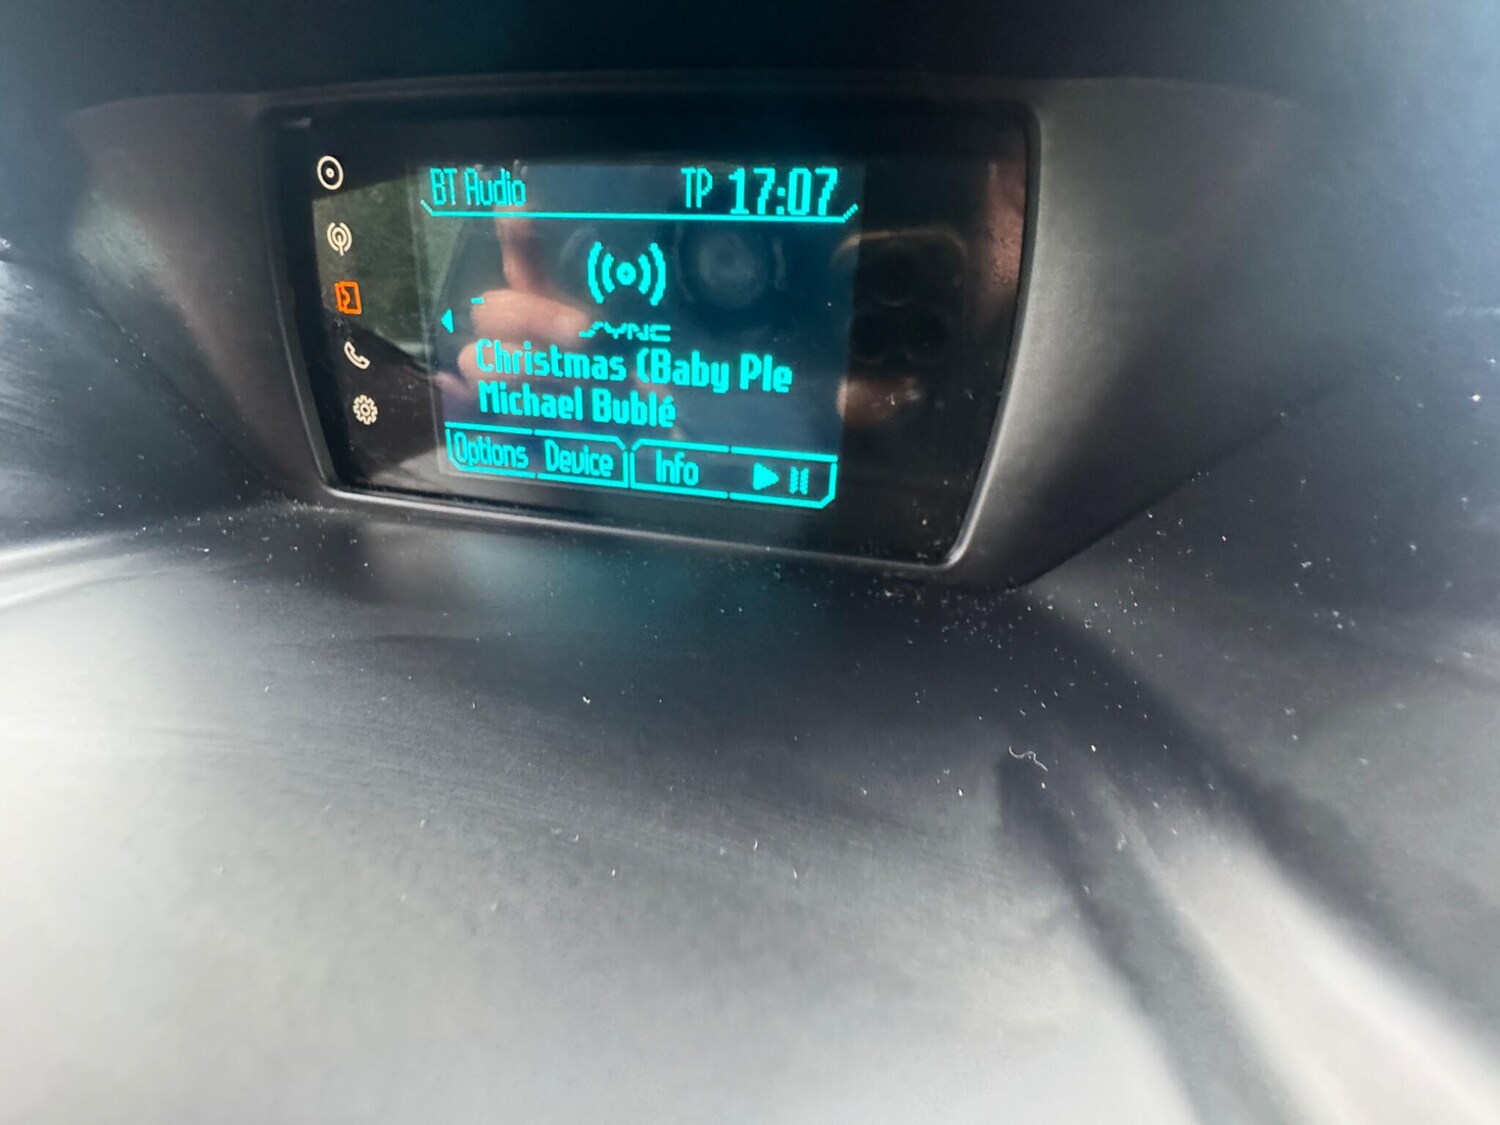 BT Audio TP 17:07
SYNC
Christmas (Baby Ple
Michael Bublé
Options Device Info